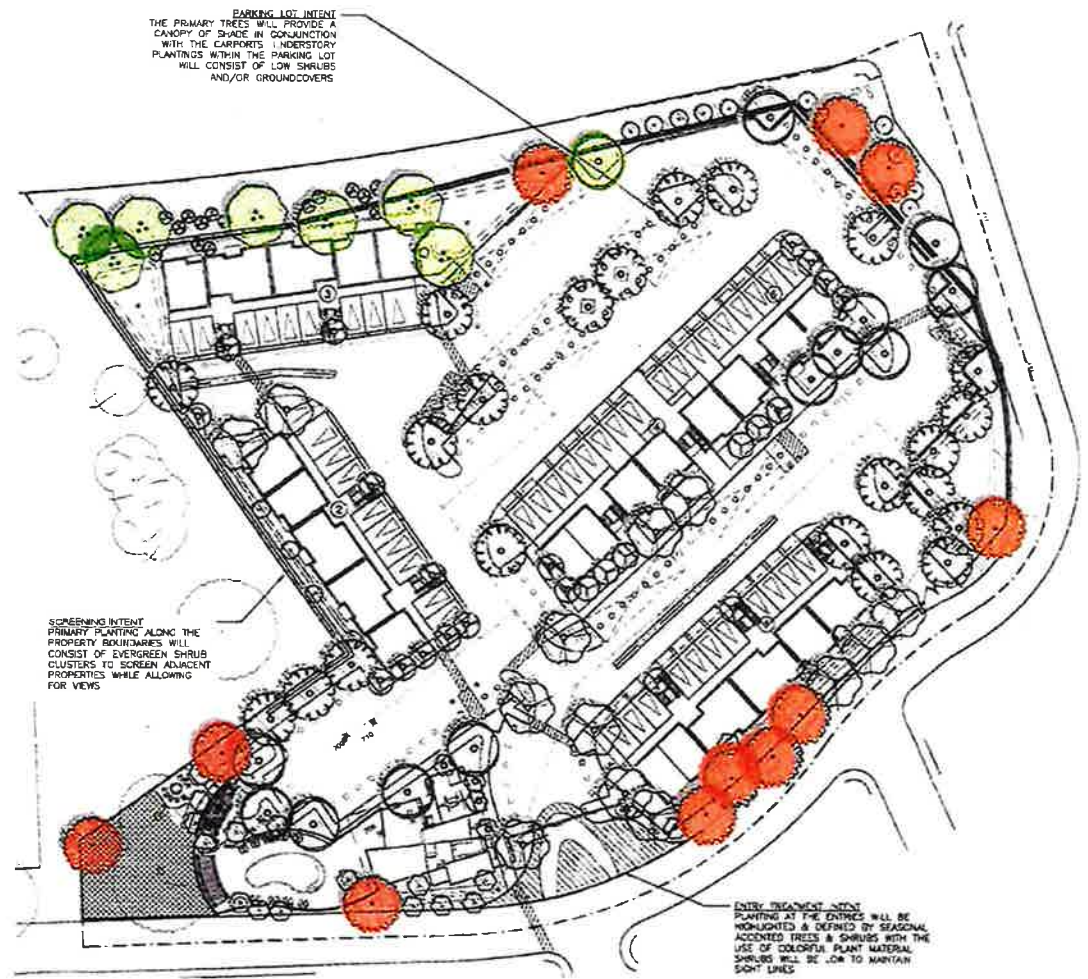 PARKING LOT INTENT
THE PRIMARY TREES WILL PROVIDE A
CANOPY OF SHADE IN CONJUNCTION
WITH THE CARPORTS UNDERSTORY
PLANTINGS WITHIN THE PARKING LOT
WILL CONSIST OF LOW SHRUBS
AND/OR GROUNDCOVERS
3
2
SCREENING INTENT
PRIMARY PLANTING ALONG THE
PROPERTY BOUNDARIES WILL
CONSIST OF EVERGREEN SHRUB
CLUSTERS TO SCREEN ADJACENT
PROPERTIES WHILE ALLOWING
FOR VIEWS
ENTRY TREATMENT INTENT
PLANTING AT THE ENTRIES WILL BE
HIGHLIGHTED & DEFINED BY SEASONAL
ACCENTED TREES & SHRUBS WITH THE
USE OF COLORFUL PLANT MATERIAL
SHRUBS WILL BE LOW TO MAINTAIN
SIGHT LINES